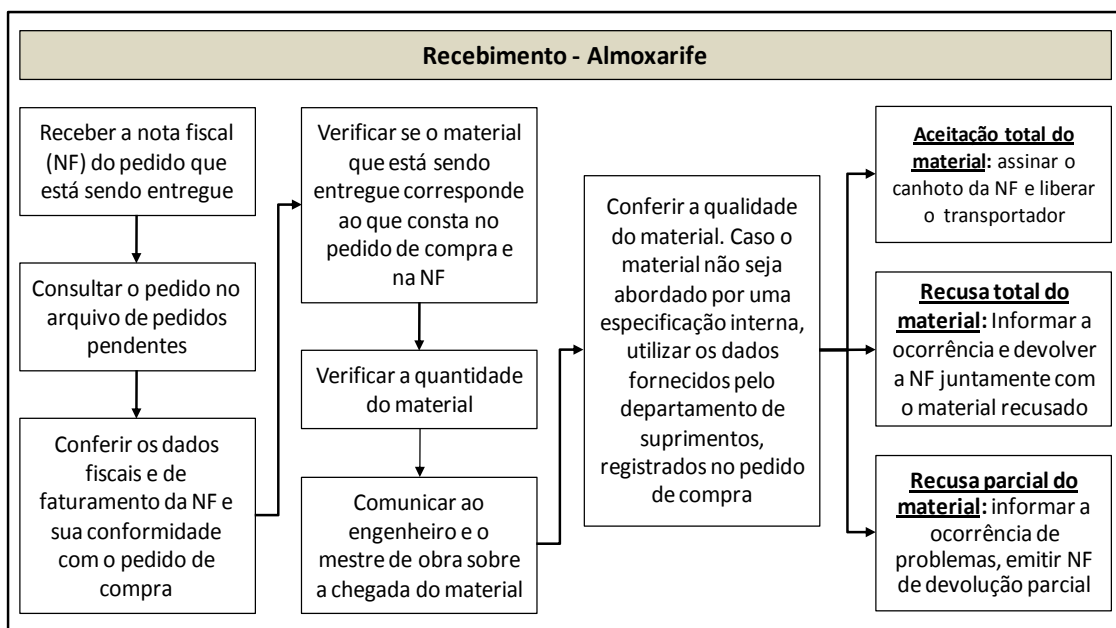 Recebimento - Almoxarife
Receber a nota fiscal
(NF) do pedido que
está sendo entregue
Consultar o pedido no
arquivo de pedidos
pendentes
Conferir os dados
fiscais e de
faturamento da NF e
sua conformidade
com o pedido de
compra
Verificar se o material
que está sendo
entregue corresponde
ao que consta no
pedido de compra e
na NF
Verificar a quantidade
do material
Comunicar ao
engenheiro e o
mestre de obra sobre
a chegada do material
Conferir a qualidade
do material. Caso o
material não seja
abordado por uma
especificação interna,
utilizar os dados
fornecidos pelo
departamento de
suprimentos,
registrados no pedido
de compra
Aceitação total do
material: assinar o
canhoto da NF e liberar
o transportador
Recusa total do
material: Informar a
ocorrência e devolver
a NF juntamente com
o material recusado
Recusa parcial do
material: informar a
ocorrência de
problemas, emitir NF
de devolução parcial